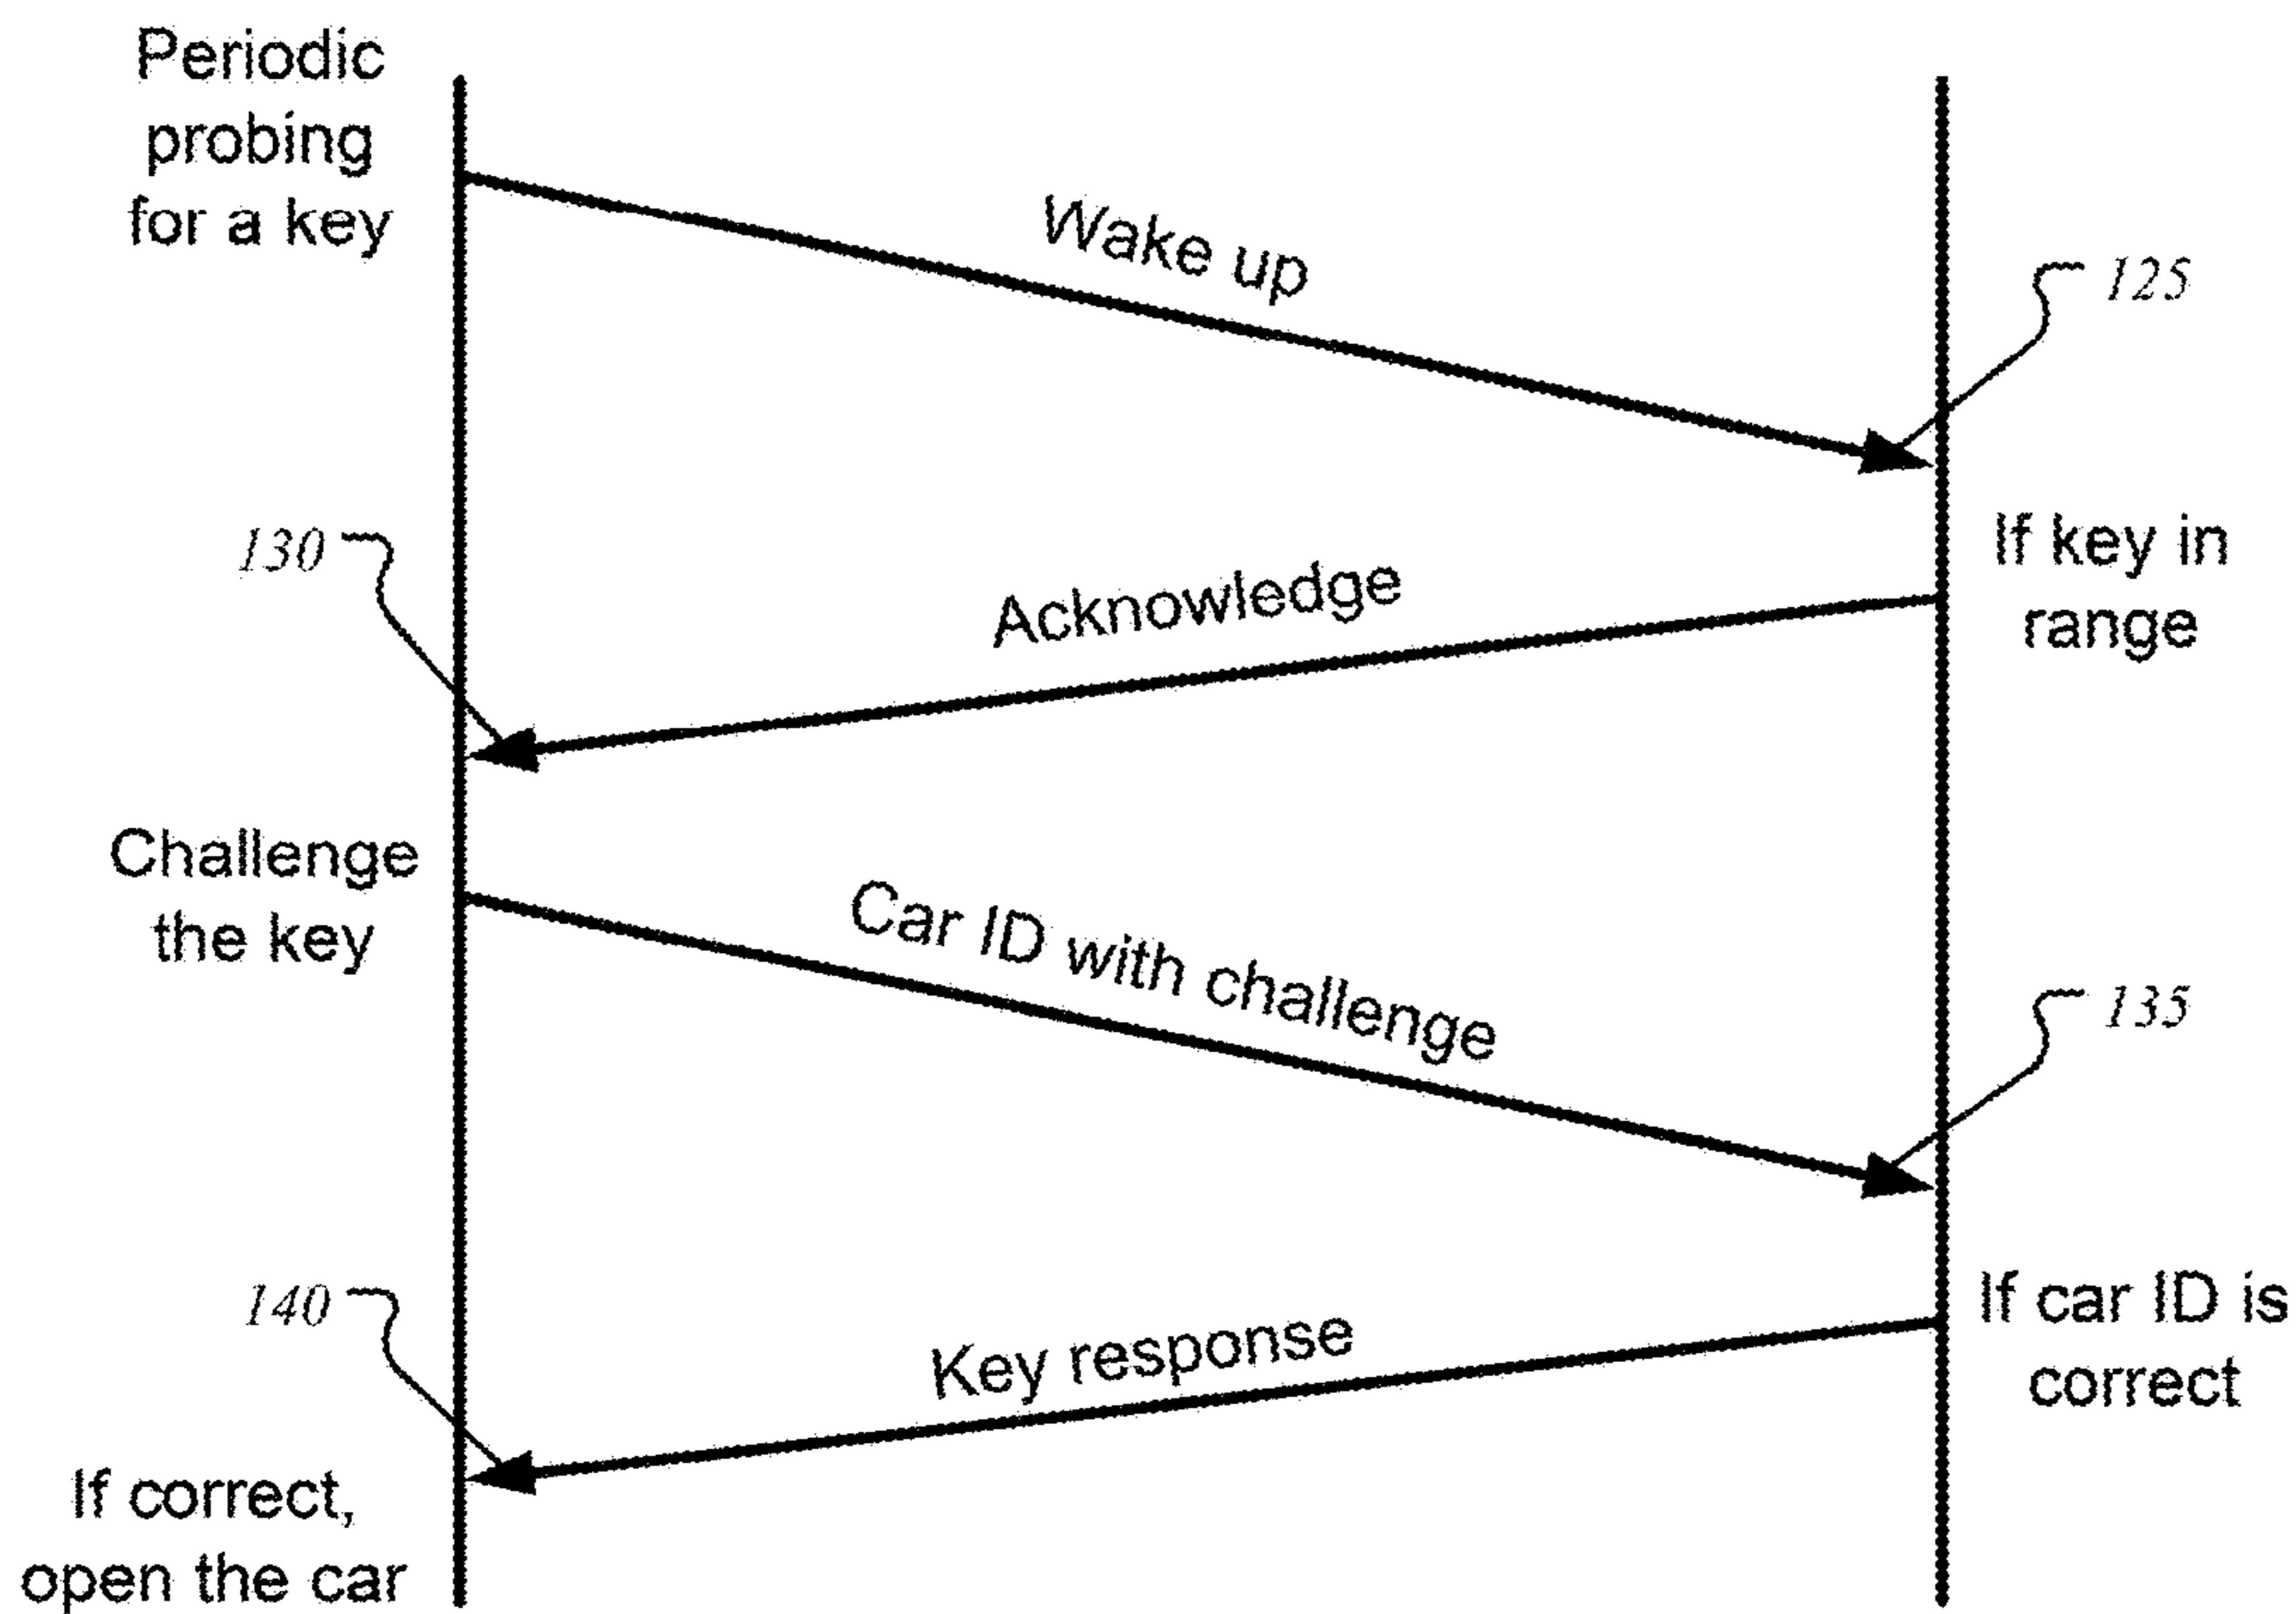 Periodic
probing
for a key
Wake up
125
If key in
range
130
Acknowledge
Challenge
the key
Car ID with challenge
135
If car ID is
correct
140
Key response
If correct,
open the car